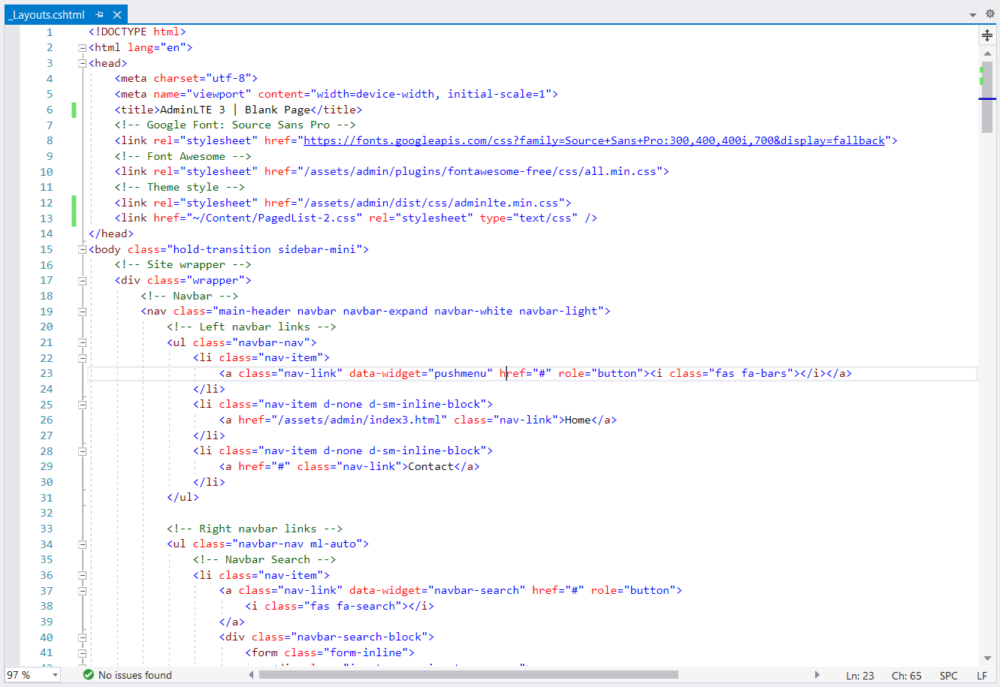 _Layouts.cshtml
1 <!DOCTYPE html>
2 <html lang="en">
3 <head>
4 <meta charset="utf-8">
5 <meta name="viewport" content="width=device-width, initial-scale=1">
6 <title>AdminLTE 3 | Blank Page</title>
7 <!-- Google Font: Source Sans Pro -->
8 <link rel="stylesheet" href="https://fonts.googleapis.com/css?family=Source+Sans+Pro:300,400,400i,700&display=fallback">
9 <!-- Font Awesome -->
10 <link rel="stylesheet" href="/assets/admin/plugins/fontawesome-free/css/all.min.css">
11 <!-- Theme style -->
12 <link rel="stylesheet" href="/assets/admin/dist/css/adminlte.min.css">
13 <link href="~/Content/PagedList-2.css" rel="stylesheet" type="text/css" />
14 </head>
15 <body class="hold-transition sidebar-mini">
16 <!-- Site wrapper -->
17 <div class="wrapper">
18 <!-- Navbar -->
19 <nav class="main-header navbar navbar-expand navbar-white navbar-light">
20 <!-- Left navbar links -->
21 <ul class="navbar-nav">
22 <li class="nav-item">
23 <a class="nav-link" data-widget="pushmenu" href="#" role="button"><i class="fas fa-bars"></i></a>
24 </li>
25 <li class="nav-item d-none d-sm-inline-block">
26 <a href="/assets/admin/index3.html" class="nav-link">Home</a>
27 </li>
28 <li class="nav-item d-none d-sm-inline-block">
29 <a href="#" class="nav-link">Contact</a>
30 </li>
31 </ul>
32
33 <!-- Right navbar links -->
34 <ul class="navbar-nav ml-auto">
35 <!-- Navbar Search -->
36 <li class="nav-item">
37 <a class="nav-link" data-widget="navbar-search" href="#" role="button">
38 <i class="fas fa-search"></i>
39 </a>
40 <div class="navbar-search-block">
41 <form class="form-inline">
97 % No issues found Ln: 23 Ch: 65 SPC LF